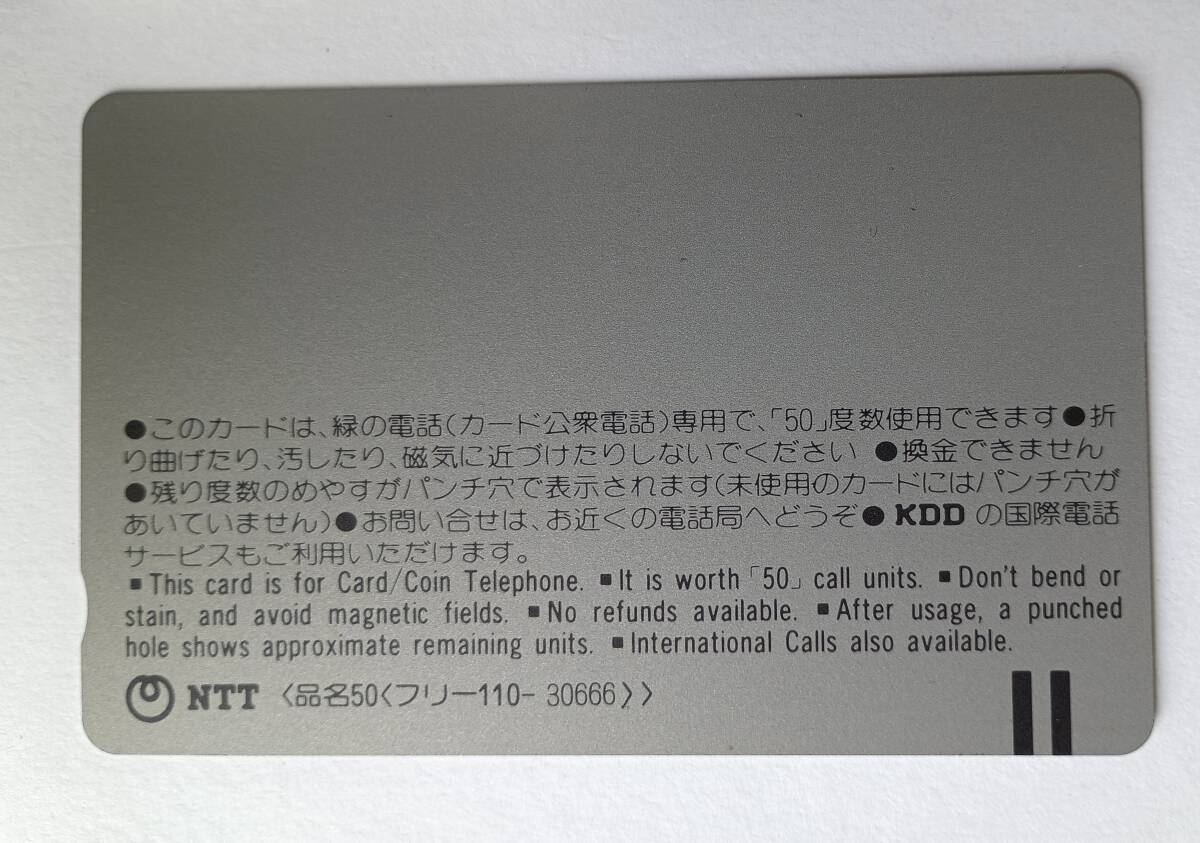 ●このカードは、緑の電話(カード公衆電話)専用で、「50」度数使用できます●折
り曲げたり、汚したり、磁気に近づけたりしないでください ●換金できません
●残り度数のめやすがパンチ穴で表示されます(未使用のカードにはパンチ穴が
あいていません)●お問い合せは、お近くの電話局へどうぞ● KDD の国際電話
サービスもご利用いただけます。
▪This card is for Card/Coin Telephone. ▪It is worth「50」call units. ▪Don't bend or
stain, and avoid magnetic fields. ▪No refunds available. ▪After usage, a punched
hole shows approximate remaining units. ▪International Calls also available.
NTT 〈品名50〈フリー110- 30666〉〉